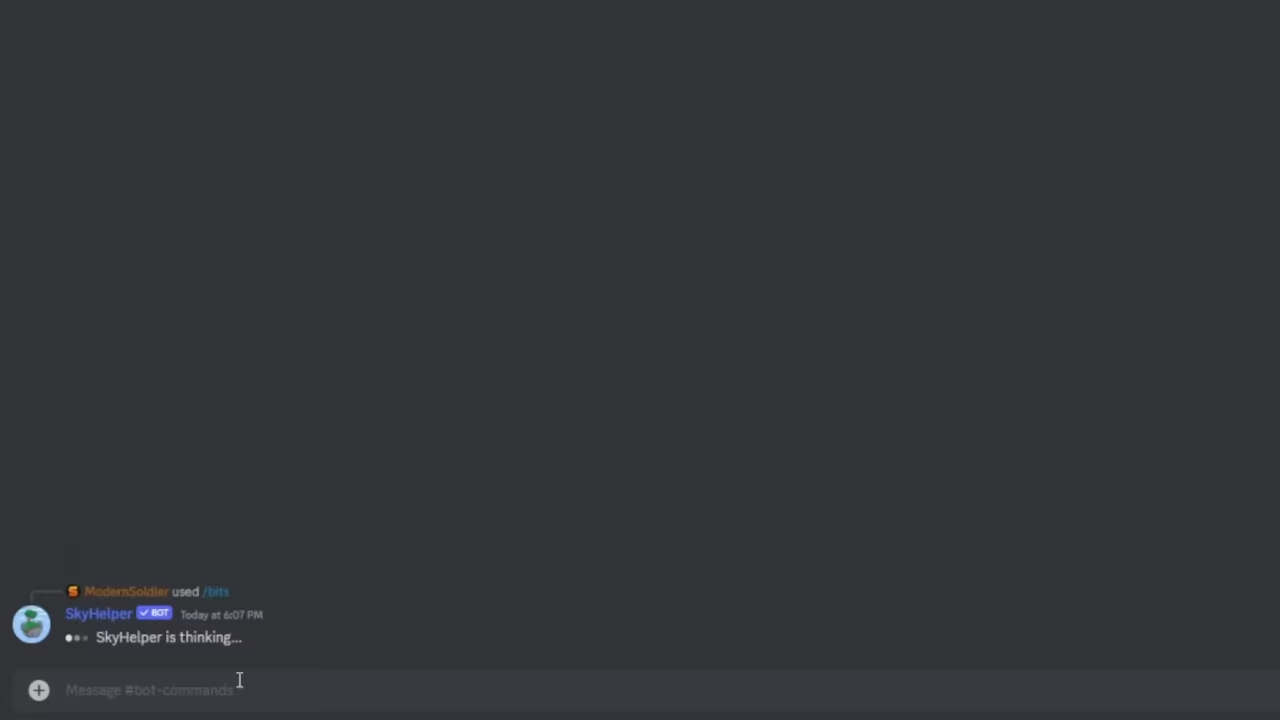 ModernSoldier used /bits
SkyHelper ✓ BOT Today at 6:07 PM
SkyHelper is thinking...
Message #bot-commands